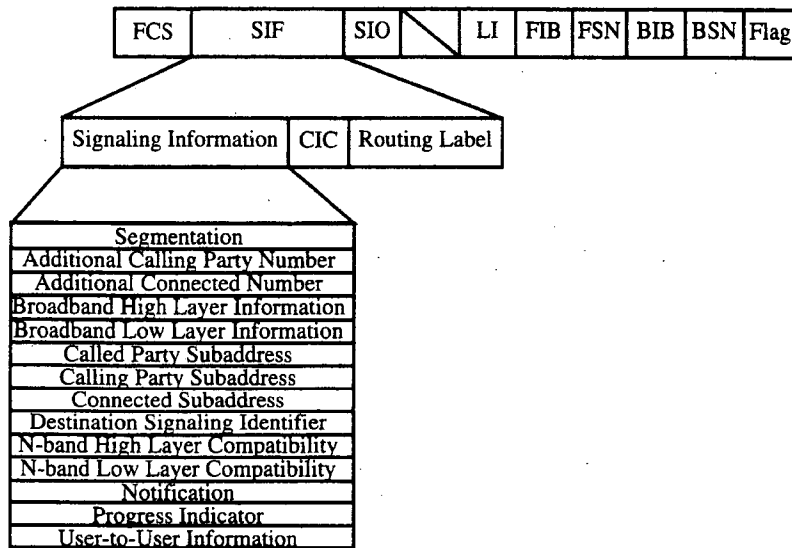 FCS SIF SIO LI FIB FSN BIB BSN Flag
Signaling Information CIC Routing Label
Segmentation
Additional Calling Party Number
Additional Connected Number
Broadband High Layer Information
Broadband Low Layer Information
Called Party Subaddress
Calling Party Subaddress
Connected Subaddress
Destination Signaling Identifier
N-band High Layer Compatibility
N-band Low Layer Compatibility
Notification
Progress Indicator
User-to-User Information